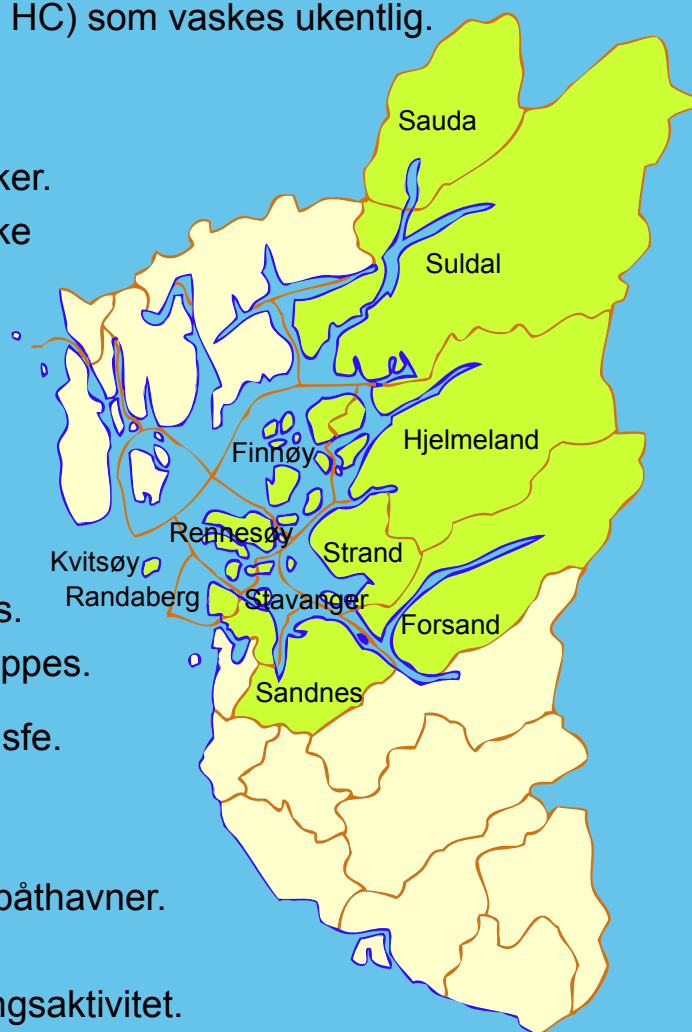 HC) som vaskes ukentlig.
Sauda
ker.
ke
Suldal
Hjelmeland
Finnøy
Rennesøy
Strand
Kvitsøy
Randaberg
Stavanger
s.
Forsand
ppes.
Sandnes
sfe.
båthavner.
ngsaktivitet.